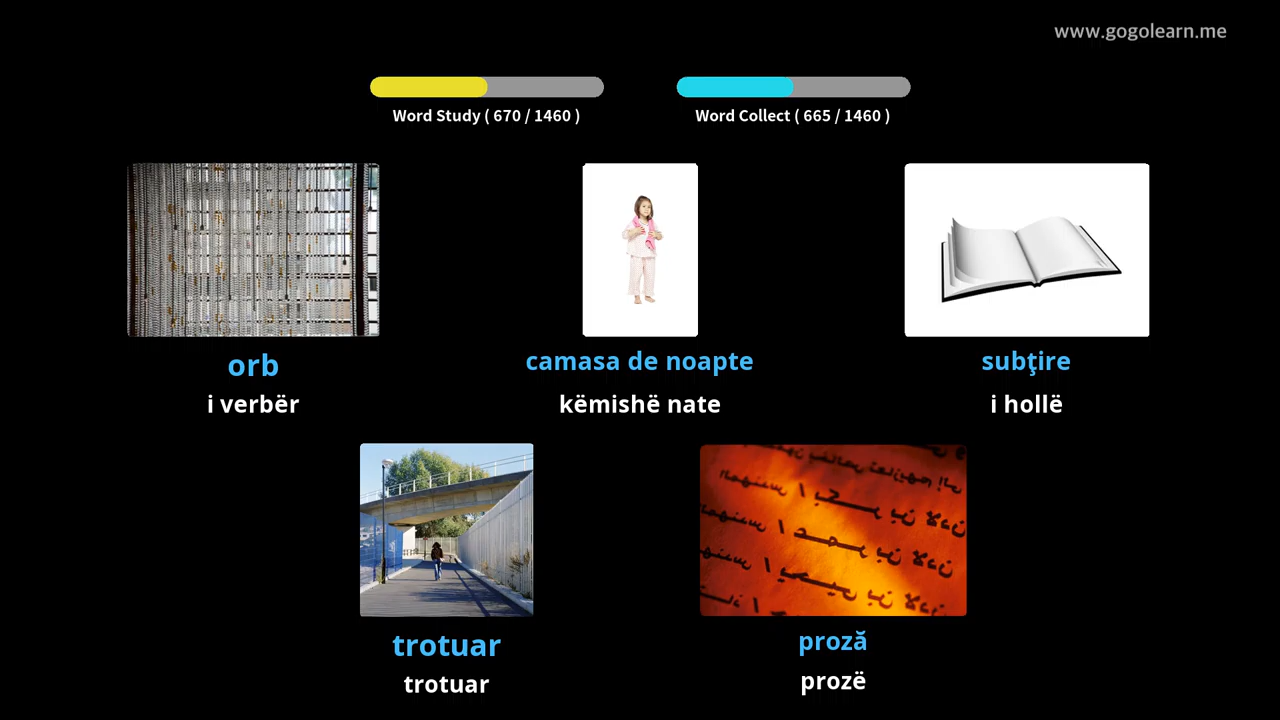 www.gogolearn.me
Word Study ( 670 / 1460 )
Word Collect ( 665 / 1460 )
orb
camasa de noapte
subţire
i verbër
këmishë nate
i hollë
trotuar
proză
trotuar
prozë